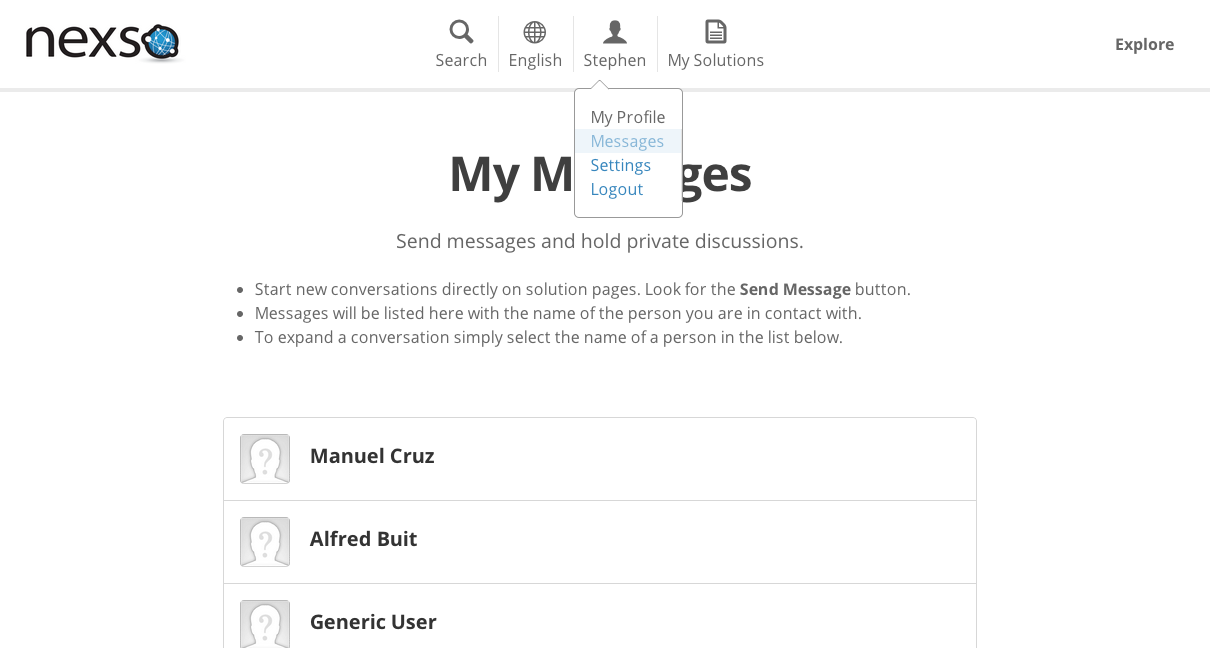 nexso
Search
English
Stephen
My Solutions
Explore
My Profile
Messages
Settings
Logout
My M ges
Send messages and hold private discussions.
Start new conversations directly on solution pages. Look for the Send Message button.
Messages will be listed here with the name of the person you are in contact with.
To expand a conversation simply select the name of a person in the list below.
Manuel Cruz
Alfred Buit
Generic User